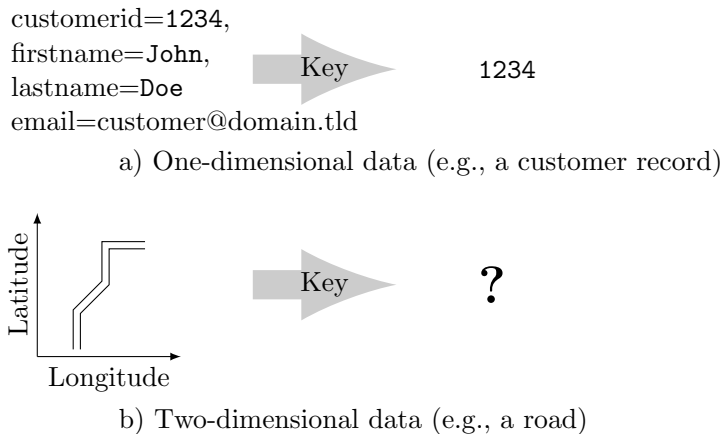 customerid=1234,
firstname=John,
lastname=Doe
email=customer@domain.tld
Key
1234
a) One-dimensional data (e.g., a customer record)
Latitude
Longitude
Key
?
b) Two-dimensional data (e.g., a road)